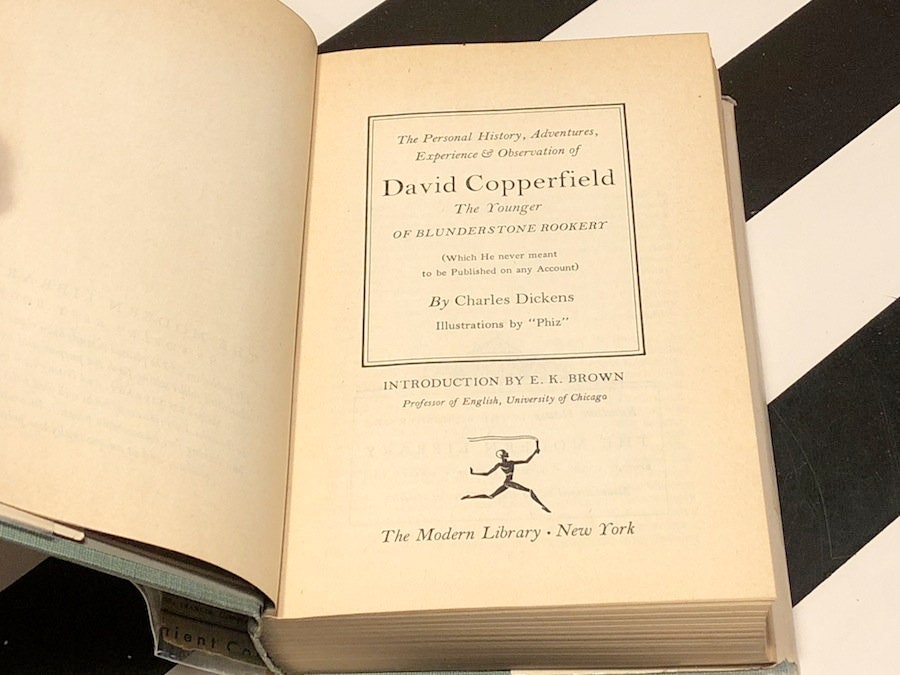 The Personal History, Adventures,
Experience & Observation of
David Copperfield
The Younger
OF BLUNDERSTONE ROOKERY
(Which He never meant
to be Published on any Account)
By Charles Dickens
Illustrations by "Phiz"
INTRODUCTION BY E. K. BROWN
Professor of English, University of Chicago
The Modern Library · New York